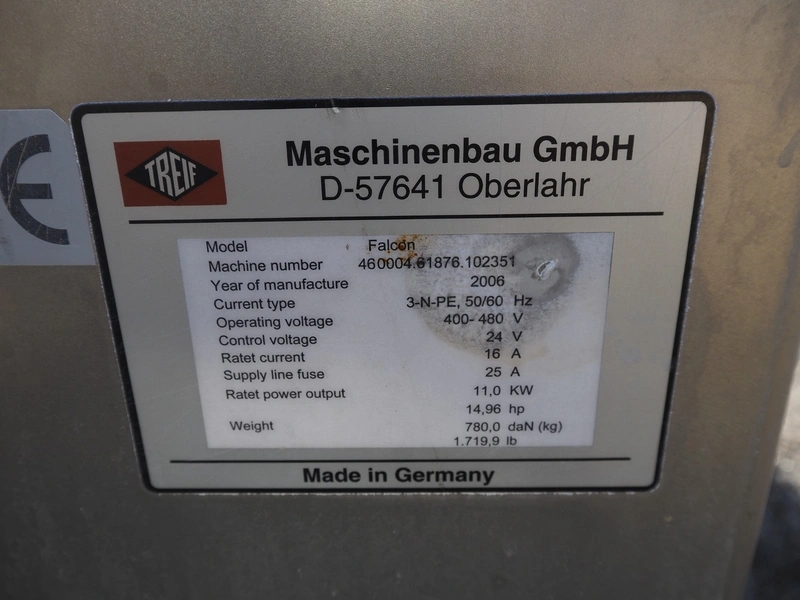 TREIF
Maschinenbau GmbH
D-57641 Oberlahr
CE
Model Falcon
Machine number 460004.61876.102351
Year of manufacture 2006
Current type 3-N-PE, 50/60 Hz
Operating voltage 400-480 V
Control voltage 24 V
Ratet current 16 A
Supply line fuse 25 A
Ratet power output 11,0 KW
14,96 hp
Weight 780,0 daN (kg)
1.719,9 lb
Made in Germany